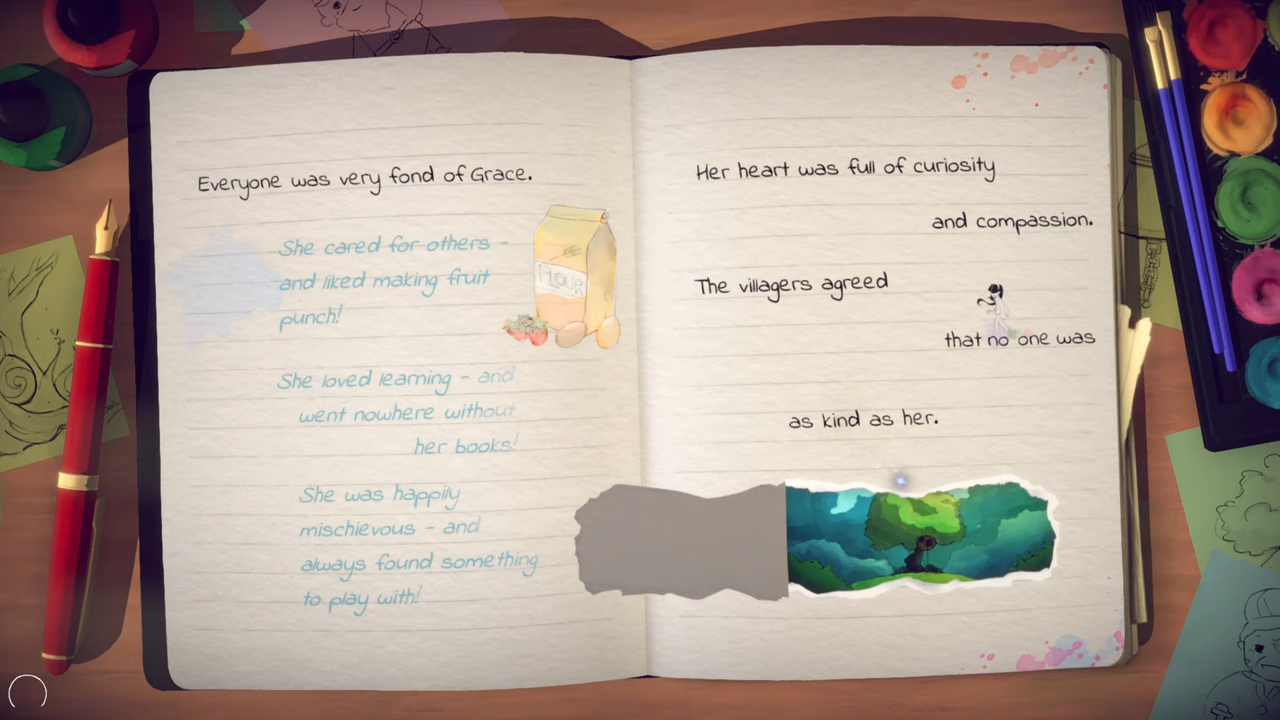 Everyone was very fond of Grace.
She cared for others -
and liked making fruit
punch!
FLOUR
She loved learning - and
went nowhere without
her books!
She was happily
mischievous - and
always found something
to play with!
Her heart was full of curiosity
and compassion.
The villagers agreed
that no one was
as kind as her.